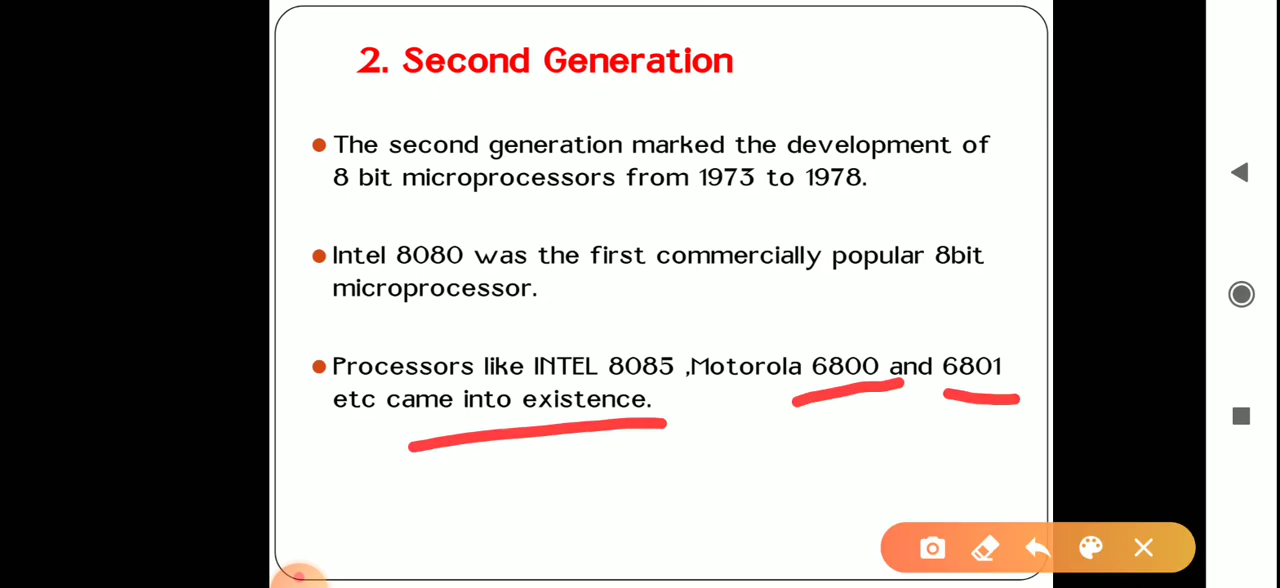 2. Second Generation
The second generation marked the development of
8 bit microprocessors from 1973 to 1978.
Intel 8080 was the first commercially popular 8bit
microprocessor.
Processors like INTEL 8085 ,Motorola 6800 and 6801
etc came into existence.